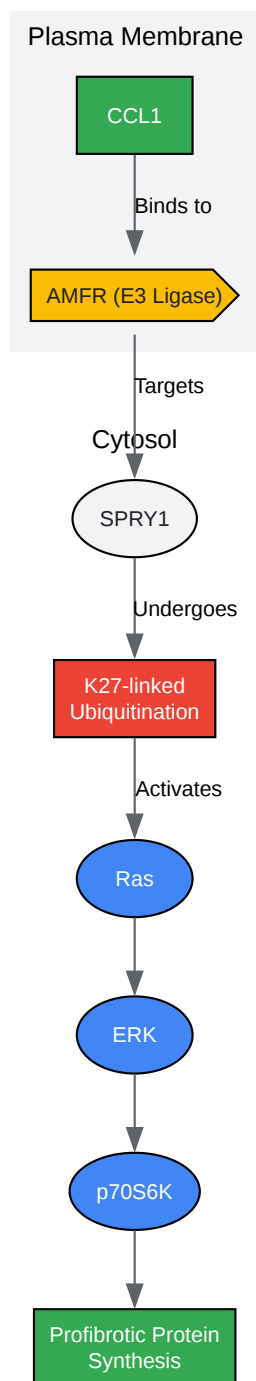 Plasma Membrane
CCL1
Binds to
AMFR (E3 Ligase)
Targets
Cytosol
SPRY1
Undergoes
K27-linked
Ubiquitination
Activates
Ras
ERK
p70S6K
Profibrotic Protein
Synthesis